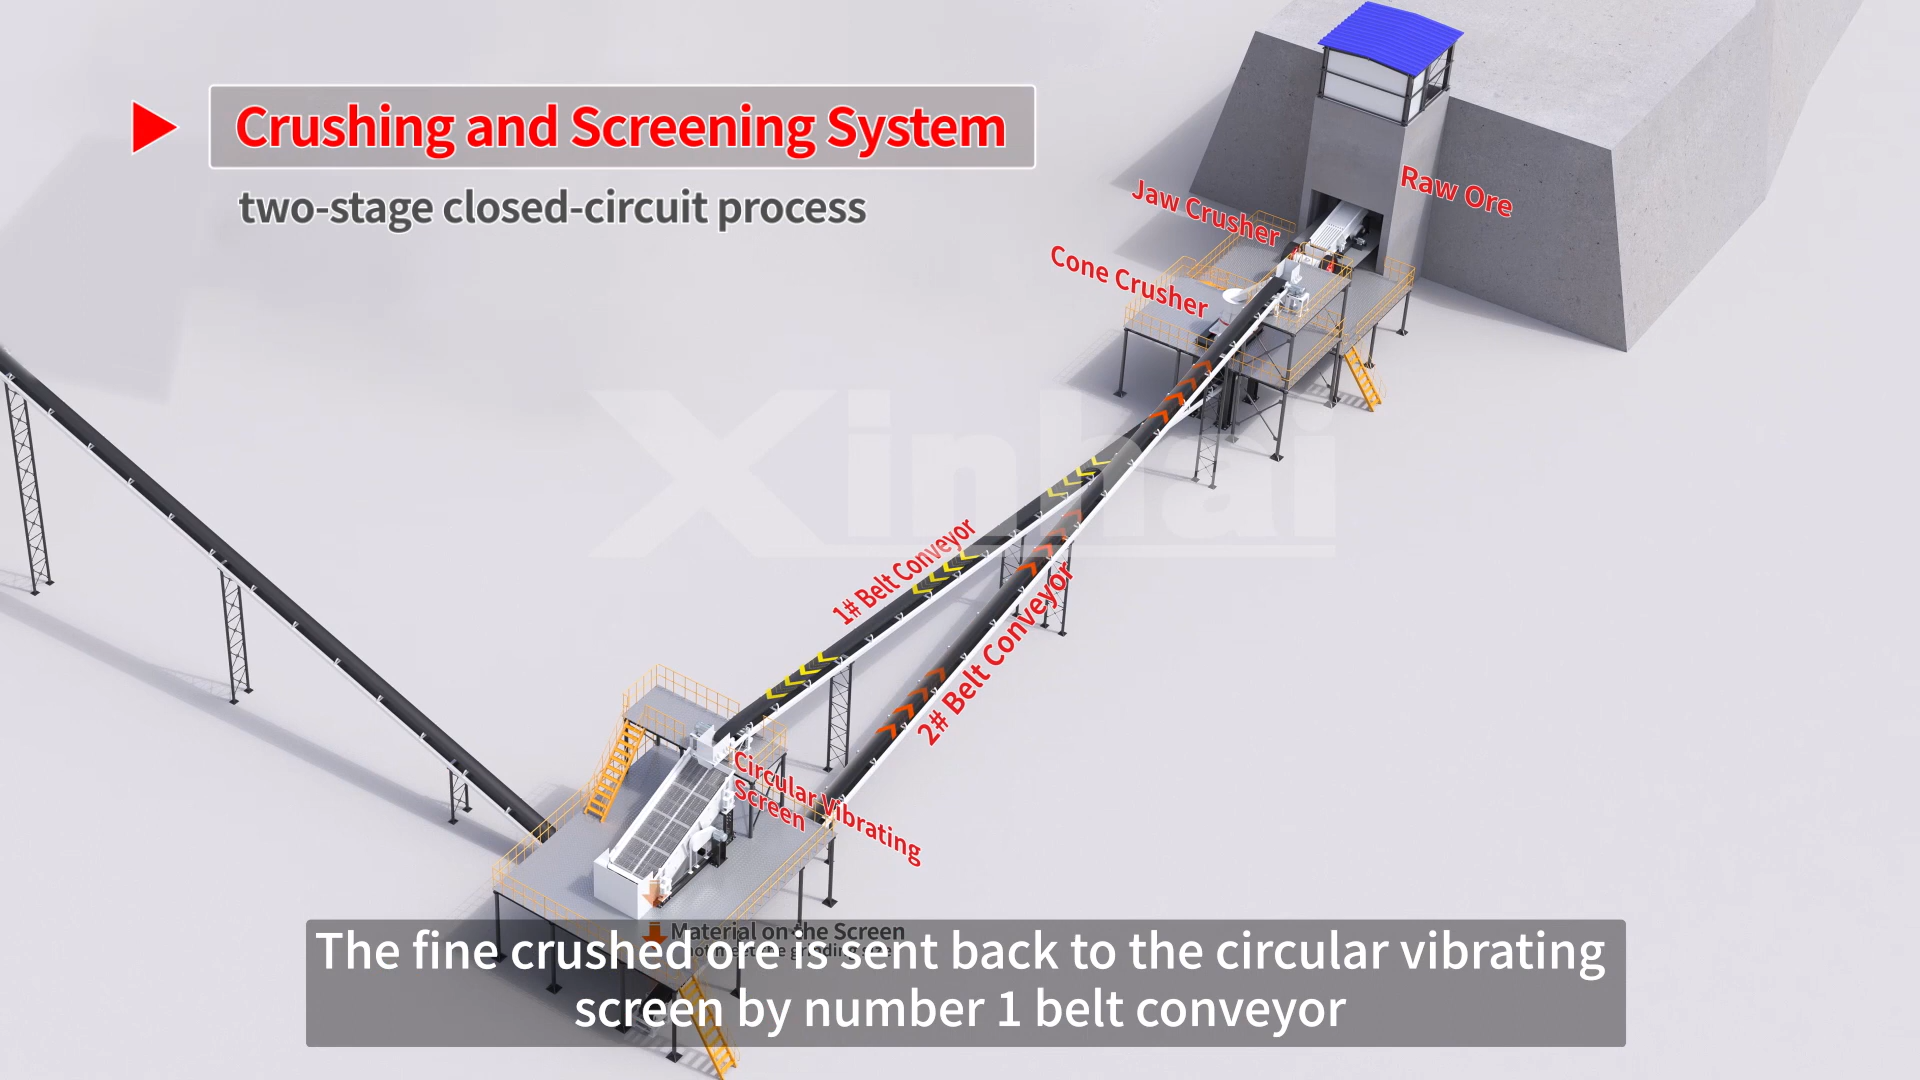 Crushing and Screening System
two-stage closed-circuit process
Raw Ore
Jaw Crusher
Cone Crusher
Xinhai
1# Belt Conveyor
2# Belt Conveyor
Circular Vibrating
Screen
Material on the Screen
The fine crushed ore is sent back to the circular vibrating
screen by number 1 belt conveyor